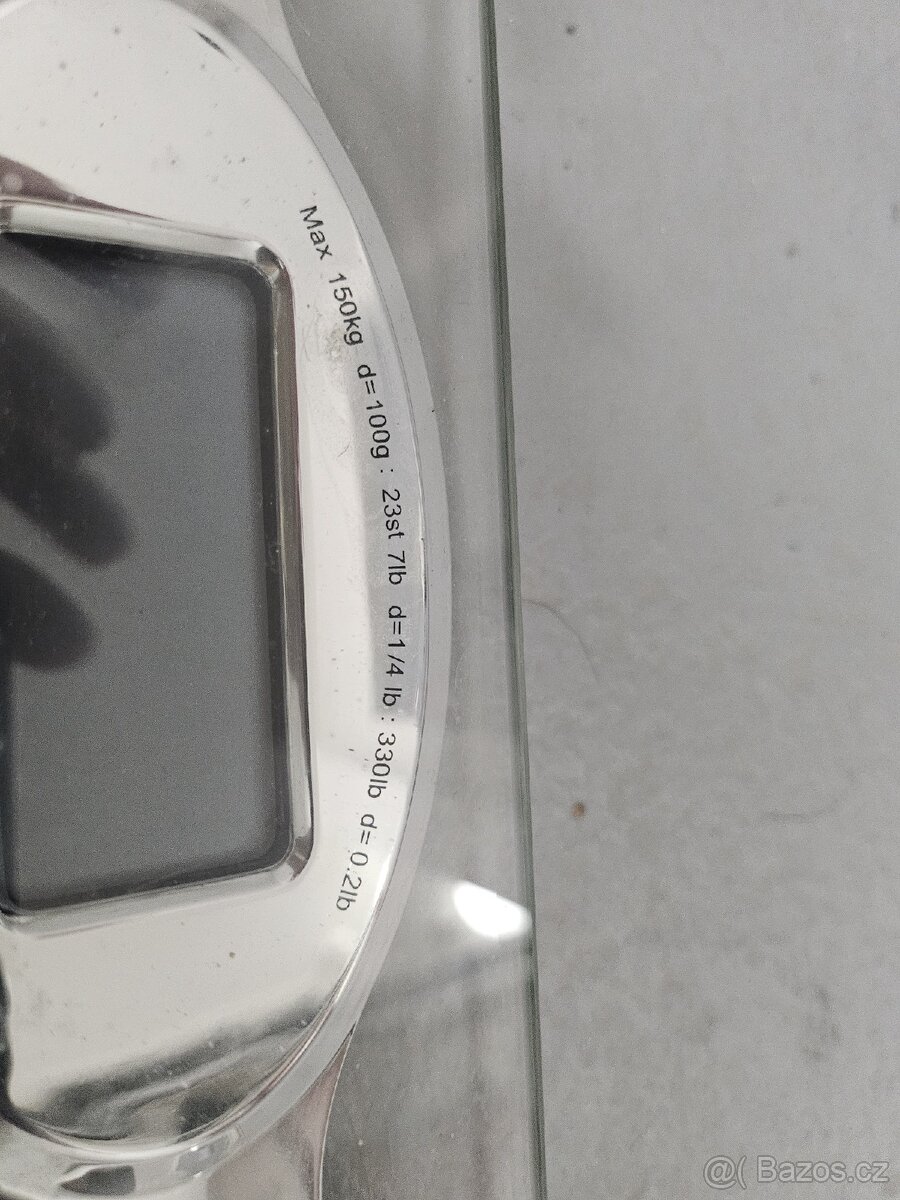 Max 150kg d=100g : 23st 7lb d=1/4 lb : 330lb d=0.2lb
@( Bazos.cz